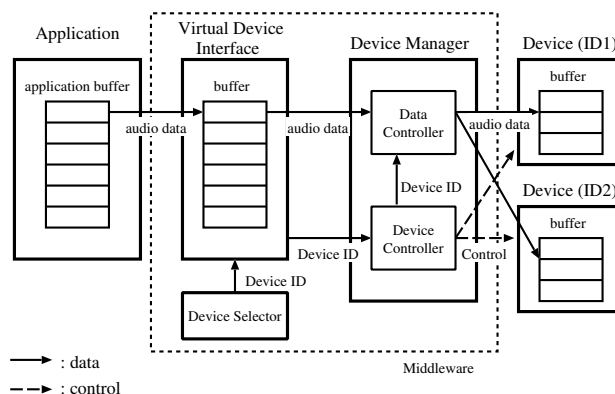 Application
Virtual Device
Interface
Device Manager
Device (ID1)
application buffer
buffer
Data
Controller
buffer
audio data
audio data
audio data
Device ID
Device (ID2)
Device
Controller
buffer
Device ID
Control
Device ID
Device Selector
Middleware
: data
: control